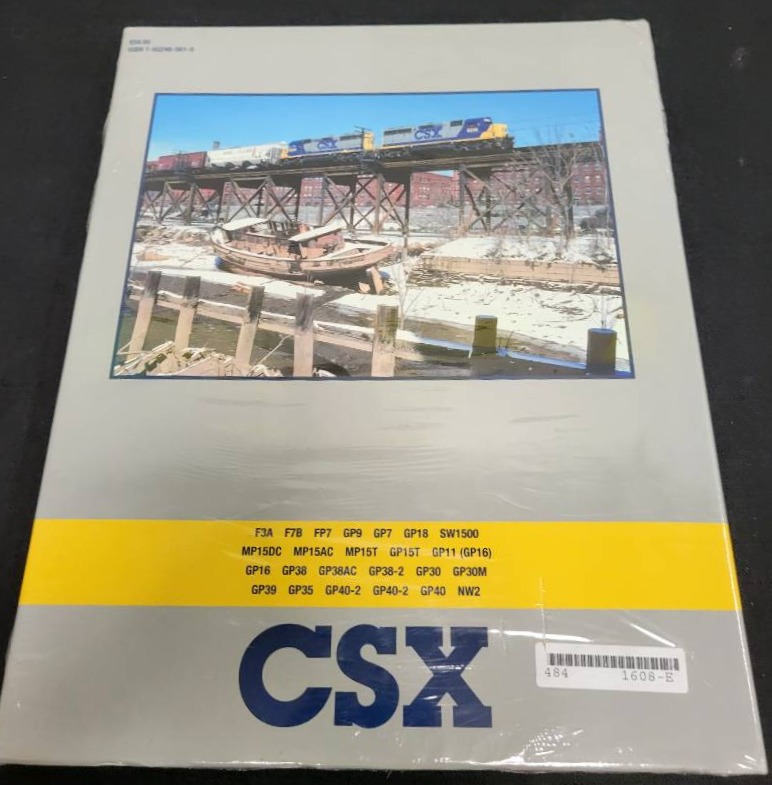 CSX
F3A F7B FP7 GP9 GP7 GP18 SW1500
MP15DC MP15AC MP15T GP15T GP11 (GP16)
GP16 GP38 GP38AC GP38-2 GP30 GP30M
GP39 GP35 GP40-2 GP40-2 GP40 NW2
CSX
484 1608-E